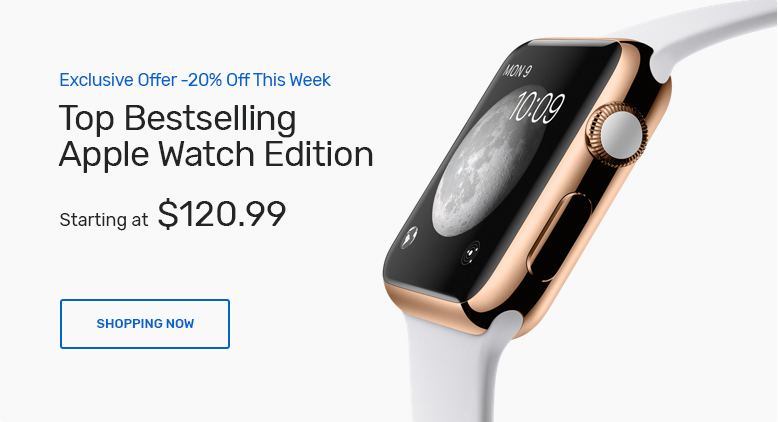 Exclusive Offer -20% Off This Week
Top Bestselling
Apple Watch Edition
Starting at $120.99
SHOPPING NOW
MON 9
10:09